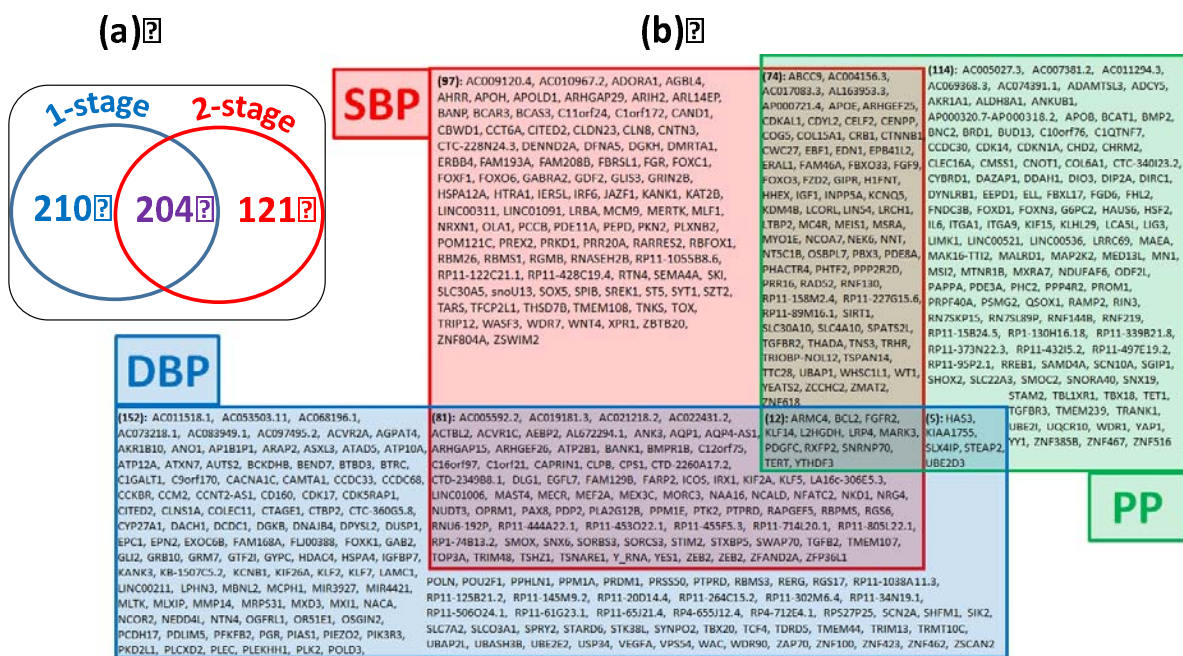 (a)
(b)
1-stage
2-stage
210
204
121
SBP
DBP
PP
(97): AC009120.4, AC010967.2, ADORA1, AGBL4,
AHRR, APOH, APOLD1, ARHGAP29, ARIH2, ARL14EP,
BANP, BCAR3, BCAS3, C11orf24, C1orf172, CAND1,
CBWD1, CCT6A, CITED2, CLDN23, CLN8, CNTN3,
CTC-228N24.3, DENND2A, DFNA5, DGKH, DMRTA1,
ERBB4, FAM193A, FAM208B, FBRSL1, FGR, FOXC1,
FOXF1, FOXO6, GABRA2, GDF2, GLIS3, GRIN2B,
HSPA12A, HTRA1, IER5L, IRF6, JAZF1, KANK1, KAT2B,
LINC00311, LINC01091, LRBA, MCM9, MERTK, MLF1,
NRXN1, OLA1, PCCB, PDE11A, PEPD, PKN2, PLXNB2,
POM121C, PREX2, PRKD1, PRR20A, RARRES2, RBFOX1,
RBM26, RBMS1, RGMB, RNASEH2B, RP11-1055B8.6,
RP11-122C21.1, RP11-428C19.4, RTN4, SEMA4A, SKI,
SLC30A5, snoU13, SOX5, SPIB, SREK1, ST5, SYT1, SZT2,
TARS, TFCP2L1, THSD7B, TMEM108, TNKS, TOX,
TRIP12, WASF3, WDR7, WNT4, XPR1, ZBTB20,
ZNF804A, ZSWIM2
(74): ABCC9, AC004156.3,
AC017083.3, AL163953.3,
AP000721.4, APOE, ARHGEF25,
CDKAL1, CDYL2, CELF2, CENPP,
COG5, COL15A1, CRB1, CTNNB1
CWC27, EBF1, EDN1, EPB41L2,
ERAL1, FAM46A, FBXO33, FGF9,
FOXO3, FZD2, GIPR, H1FNT,
HHEX, IGF1, INPP5A, KCNQ5,
KDM4B, LCORL, LIN54, LRCH1,
LTBP2, MC4R, MEIS1, MSRA,
MYO1E, NCOA7, NEK6, NNT,
NT5C1B, OSBPL7, PBX3, PDE8A,
PHACTR4, PHTF2, PPP2R2D,
PRR16, RAD52, RNF130,
RP11-158M2.4, RP11-227G15.6,
RP11-89M16.1, SIRT1,
SLC30A10, SLC4A10, SPATS2L,
TGFBR2, THADA, TNS3, TRHR,
TRIOBP-NOL12, TSPAN14,
TTC28, UBAP1, WHSC1L1, WT1,
YEATS2, ZCCHC2, ZMAT2,
ZNF618
(114): AC005027.3, AC007381.2, AC011294.3,
AC069368.3, AC074391.1, ADAMTSL3, ADCY5,
AKR1A1, ALDH8A1, ANKUB1,
AP000320.7-AP000318.2, APOB, BCAT1, BMP2,
BNC2, BRD1, BUD13, C10orf76, C1QTNF7,
CCDC30, CDK14, CDKN1A, CHD2, CHRM2,
CLEC16A, CMSS1, CNOT1, COL6A1, CTC-340I23.2,
CYBRD1, DAZAP1, DDAH1, DIO3, DIP2A, DIRC1,
DYNLRB1, EEPD1, ELL, FBXL17, FGD6, FHL2,
FNDC3B, FOXD1, FOXN3, G6PC2, HAUS6, HSF2,
IL6, ITGA1, ITGA9, KIF15, KLHL29, LCA5L, LIG3,
LIMK1, LINC00521, LINC00536, LRRC69, MAEA,
MAK16-TTI2, MALRD1, MAP2K2, MED13L, MN1,
MSI2, MTNR1B, MXRA7, NDUFAF6, ODF2L,
PAPPA, PDE3A, PHC2, PPP4R2, PROM1,
PRPF40A, PSMG2, QSOX1, RAMP2, RIN3,
RN7SKP15, RN7SL89P, RNF144B, RNF219,
RP11-15B24.5, RP1-130H16.18, RP11-339B21.8,
RP11-373N22.3, RP11-432I5.2, RP11-497E19.2,
RP11-95P2.1, RREB1, SAMD4A, SCN10A, SGIP1,
SHOX2, SLC22A3, SMOC2, SNORA40, SNX19,
STAM2, TBL1XR1, TBX18, TET1,
TGFBR3, TMEM239, TRANK1,
UBE2I, UQCR10, WDR1, YAP1,
YY1, ZNF385B, ZNF467, ZNF516
(152): AC011518.1, AC053503.11, AC068196.1,
AC073218.1, AC083949.1, AC097495.2, ACVR2A, AGPAT4,
AKR1B10, ANO1, AP1B1P1, ARAP2, ASXL3, ATAD5, ATP10A,
ATP12A, ATXN7, AUTS2, BCKDHB, BEND7, BTBD3, BTRC,
C1GALT1, C9orf170, CACNA1C, CAMTA1, CCDC33, CCDC68,
CCKBR, CCM2, CCNT2-AS1, CD160, CDK17, CDK5RAP1,
CITED2, CLNS1A, COLEC11, CTAGE1, CTBP2, CTC-360G5.8,
CYP27A1, DACH1, DCDC1, DGKB, DNAJB4, DPYSL2, DUSP1,
EPC1, EPN2, EXOC6B, FAM168A, FLJ00388, FOXK1, GAB2,
GLI2, GRB10, GRM7, GTF2I, GYPC, HDAC4, HSPA4, IGFBP7,
KANK3, KB-1507C5.2, KCNB1, KIF26A, KLF2, KLF7, LAMC1,
LINC00211, LPHN3, MBNL2, MCPH1, MIR3927, MIR4421,
MLTK, MLXIP, MMP14, MRPS31, MXD3, MXI1, NACA,
NCOR2, NEDD4L, NTN4, OGFRL1, OR51E1, OSGIN2,
PCDH17, PDLIM5, PFKFB2, PGR, PIAS1, PIEZO2, PIK3R3,
PKD2L1, PLCXD2, PLEC, PLEKHH1, PLK2, POLD3,
POLN, POU2F1, PPHLN1, PPM1A, PRDM1, PRSS50, PTPRD, RBMS3, RERG, RGS17, RP11-1038A11.3,
RP11-125B21.2, RP11-145M9.2, RP11-20D14.4, RP11-264C15.2, RP11-302M6.4, RP11-34N19.1,
RP11-506O24.1, RP11-61G23.1, RP11-65J21.4, RP4-655J12.4, RP4-712E4.1, RPS27P25, SCN2A, SHFM1, SIK2,
SLC7A2, SLCO3A1, SPRY2, STARD6, STK38L, SYNPO2, TBX20, TCF4, TDRD5, TMEM44, TRIM13, TRMT10C,
UBAP2L, UBASH3B, UBE2E2, USP34, VEGFA, VPS54, WAC, WDR90, ZAP70, ZNF100, ZNF423, ZNF462, ZSCAN2
(81): AC005592.2, AC019181.3, AC021218.2, AC022431.2,
ACTBL2, ACVR1C, AEBP2, AL672294.1, ANK3, AQP1, AQP4-AS1,
ARHGAP15, ARHGEF26, ATP2B1, BANK1, BMPR1B, C12orf75,
C16orf97, C1orf21, CAPRIN1, CLPB, CPS1, CTD-2260A17.2,
CTD-2349B8.1, DLG1, EGFL7, FAM129B, FARP2, ICOS, IRX1, KIF2A, KLF5, LA16c-306E5.3,
LINC01006, MAST4, MECR, MEF2A, MEX3C, MORC3, NAA16, NCALD, NFATC2, NKD1, NRG4,
NUDT3, OPRM1, PAX8, PDP2, PLA2G12B, PPM1E, PTK2, PTPRD, RAPGEF5, RBPMS, RGS6,
RNU6-192P, RP11-444A22.1, RP11-453O22.1, RP11-455F5.3, RP11-714L20.1, RP11-805L22.1,
RP1-74B13.2, SMOX, SNX6, SORBS3, SORCS3, STIM2, STXBP5, SWAP70, TGFB2, TMEM107,
TOP3A, TRIM48, TSHZ1, TSNARE1, Y_RNA, YES1, ZEB2, ZEB2, ZFAND2A, ZFP36L1
(12): ARMC4, BCL2, FGFR2,
KLF14, L2HGDH, LRP4, MARK3,
PDGFC, RXFP2, SNRNP70,
TERT, YTHDF3
(5): HAS3,
KIAA1755,
SLX4IP, STEAP2,
UBE2D3